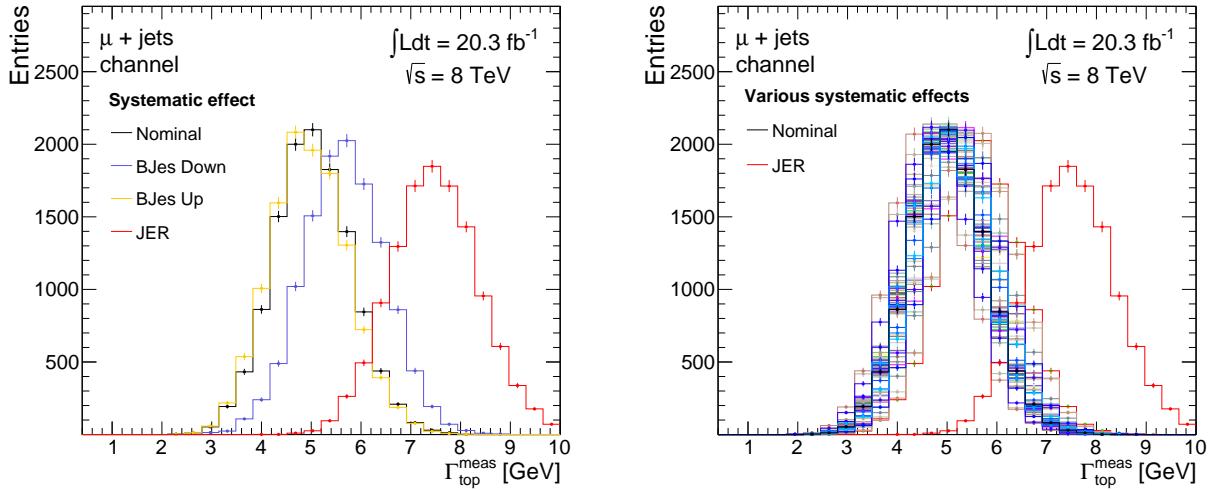 Entries
2500
2000
1500
1000
500
μ + jets
channel
∫Ldt = 20.3 fb⁻¹
√s = 8 TeV
Systematic effect
Nominal
BJes Down
BJes Up
JER
1 2 3 4 5 6 7 8 9 10
Γ_top^meas [GeV]
Entries
2500
2000
1500
1000
500
μ + jets
channel
∫Ldt = 20.3 fb⁻¹
√s = 8 TeV
Various systematic effects
Nominal
JER
1 2 3 4 5 6 7 8 9 10
Γ_top^meas [GeV]